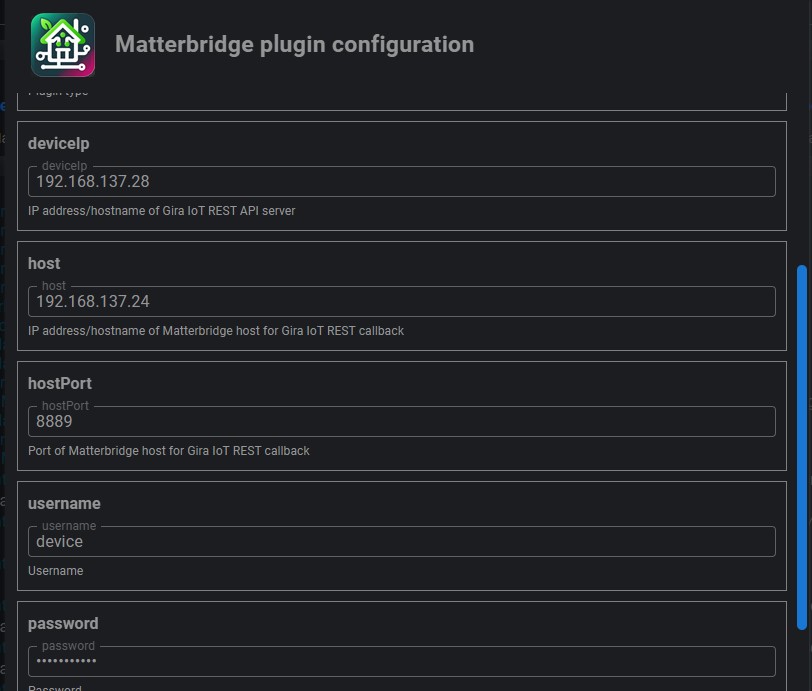 Matterbridge plugin configuration
Plugin type
deviceIp
deviceIp
192.168.137.28
IP address/hostname of Gira IoT REST API server
host
host
192.168.137.24
IP address/hostname of Matterbridge host for Gira IoT REST callback
hostPort
hostPort
8889
Port of Matterbridge host for Gira IoT REST callback
username
username
device
Username
password
password
•••••••••••
Password